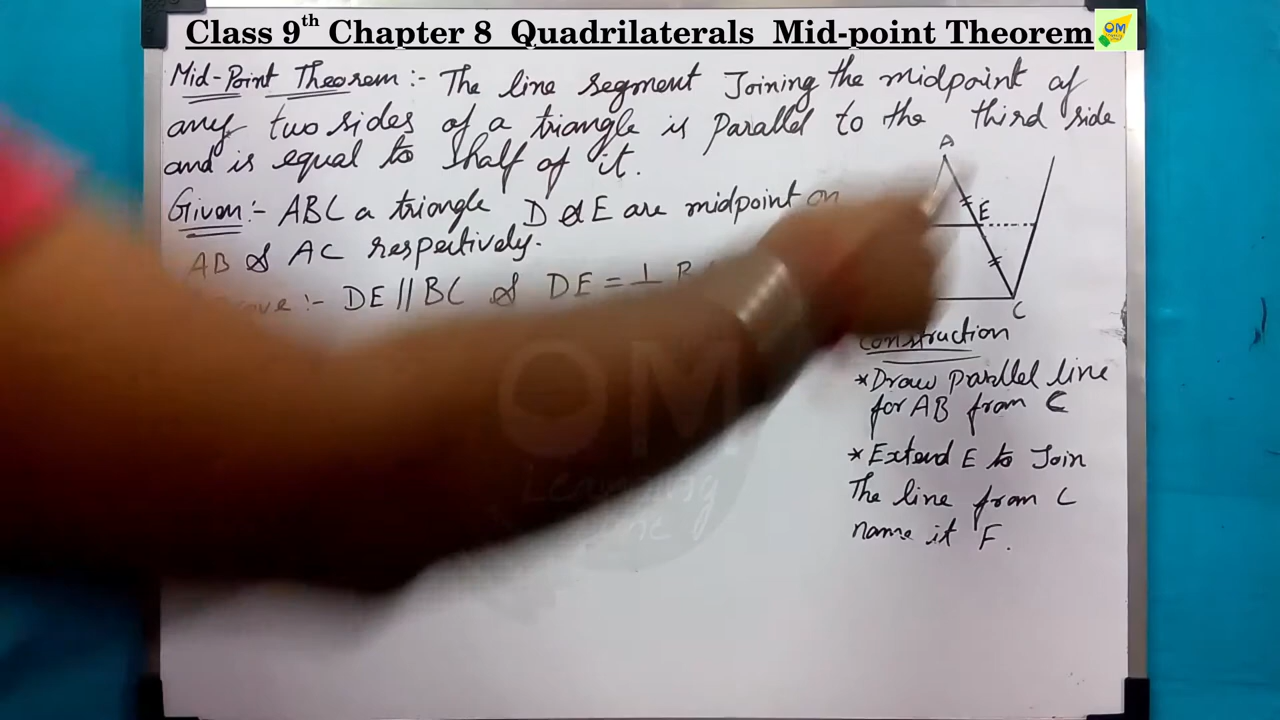 Class 9th Chapter 8 Quadrilaterals Mid-point Theorem
OM
Mid-Point Theorem :- The line segment Joining the midpoint of
any two sides of a triangle is Parallel to the third side
and is equal to half of it.
Given :- ABC a triangle D & E are midpoint on
AB & AC respectively.
:- DE || BC & DE =
A
E
C
Construction
* Draw parallel line
for AB from C
* Extend E to Join
The line from C
name it F.
OM
Learning